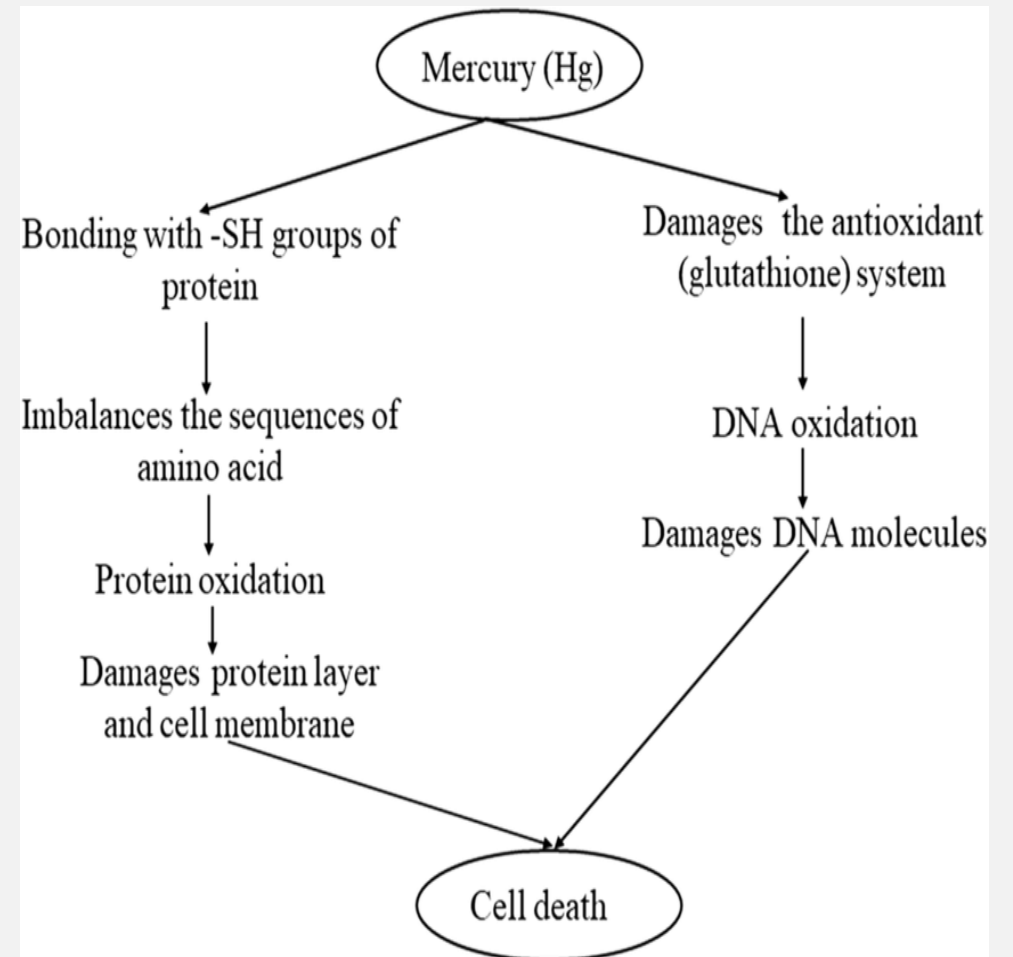 Mercury (Hg)
Bonding with -SH groups of
protein
Imbalances the sequences of
amino acid
Protein oxidation
Damages protein layer
and cell membrane
Damages the antioxidant
(glutathione) system
DNA oxidation
Damages DNA molecules
Cell death